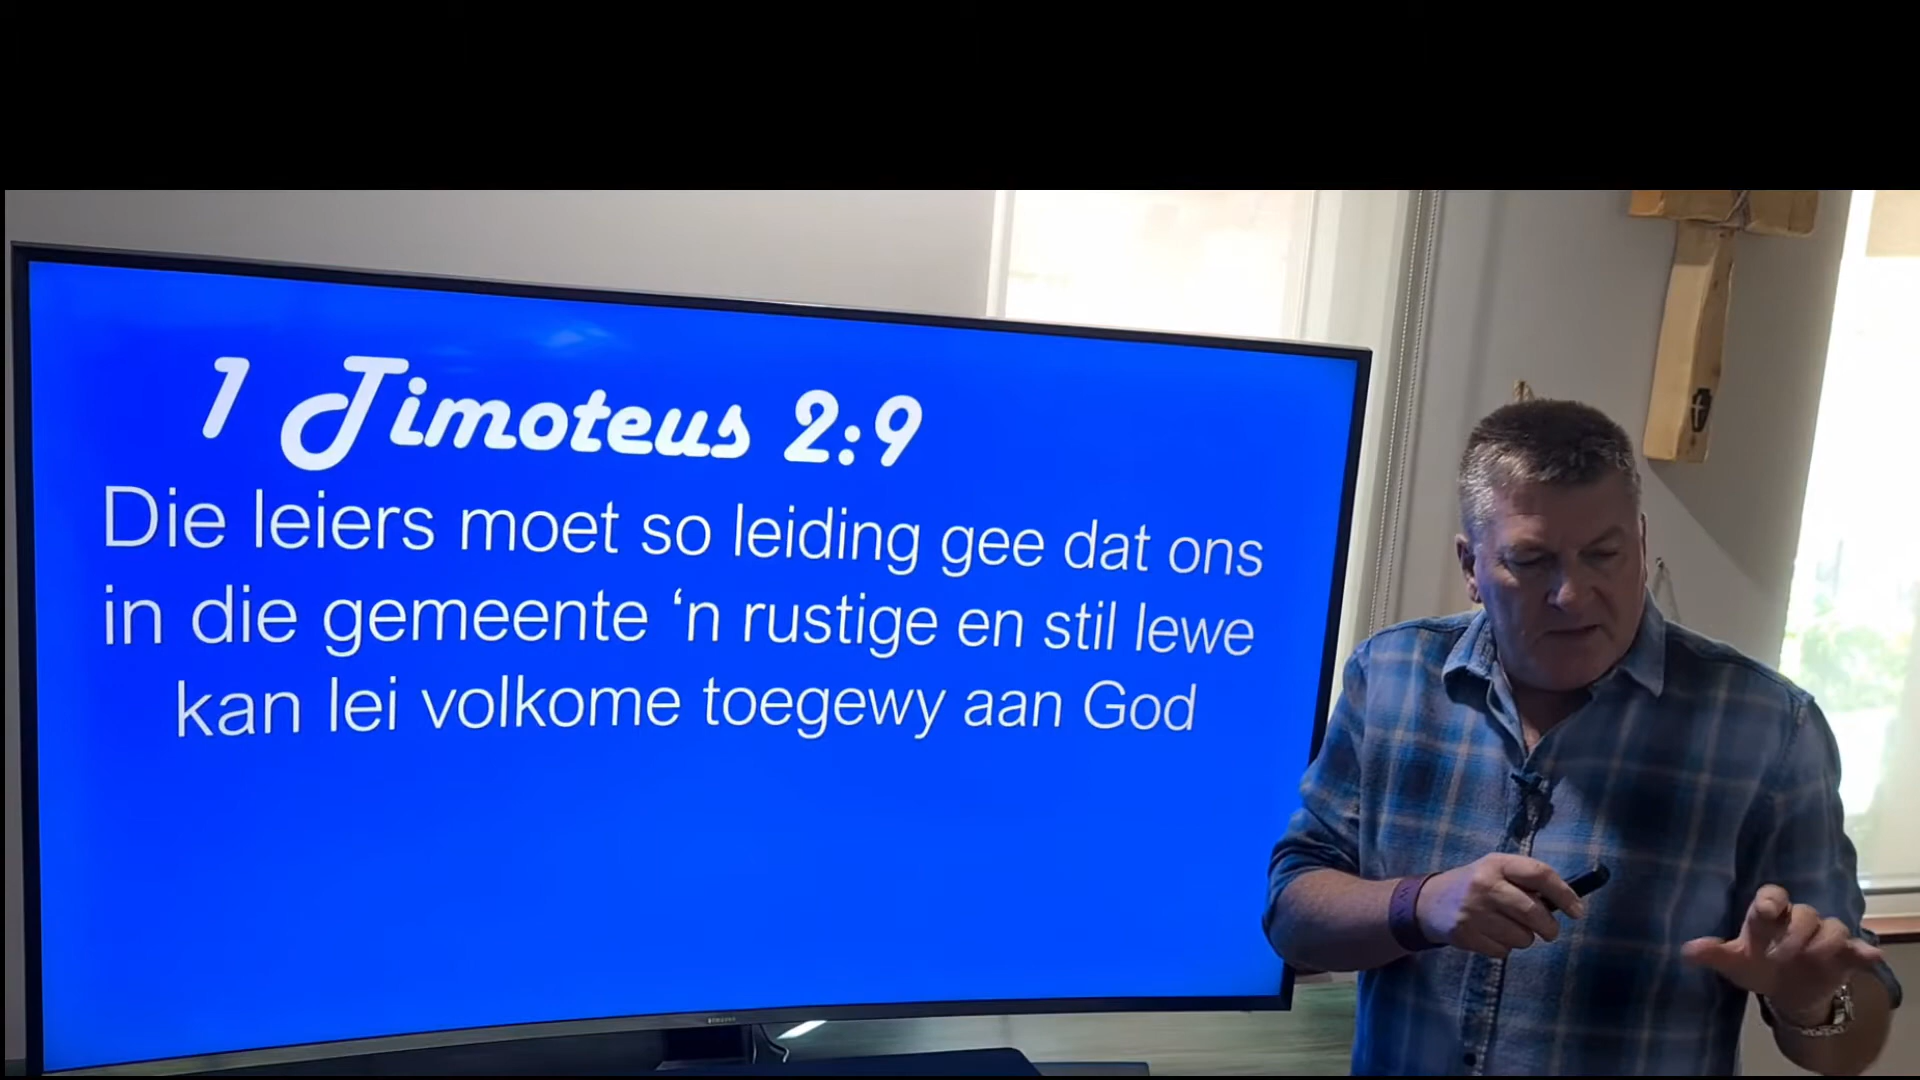 1 Timoteus 2:9
Die leiers moet so leiding gee dat ons
in die gemeente ‘n rustige en stil lewe
kan lei volkome toegewy aan God
SAMSUNG